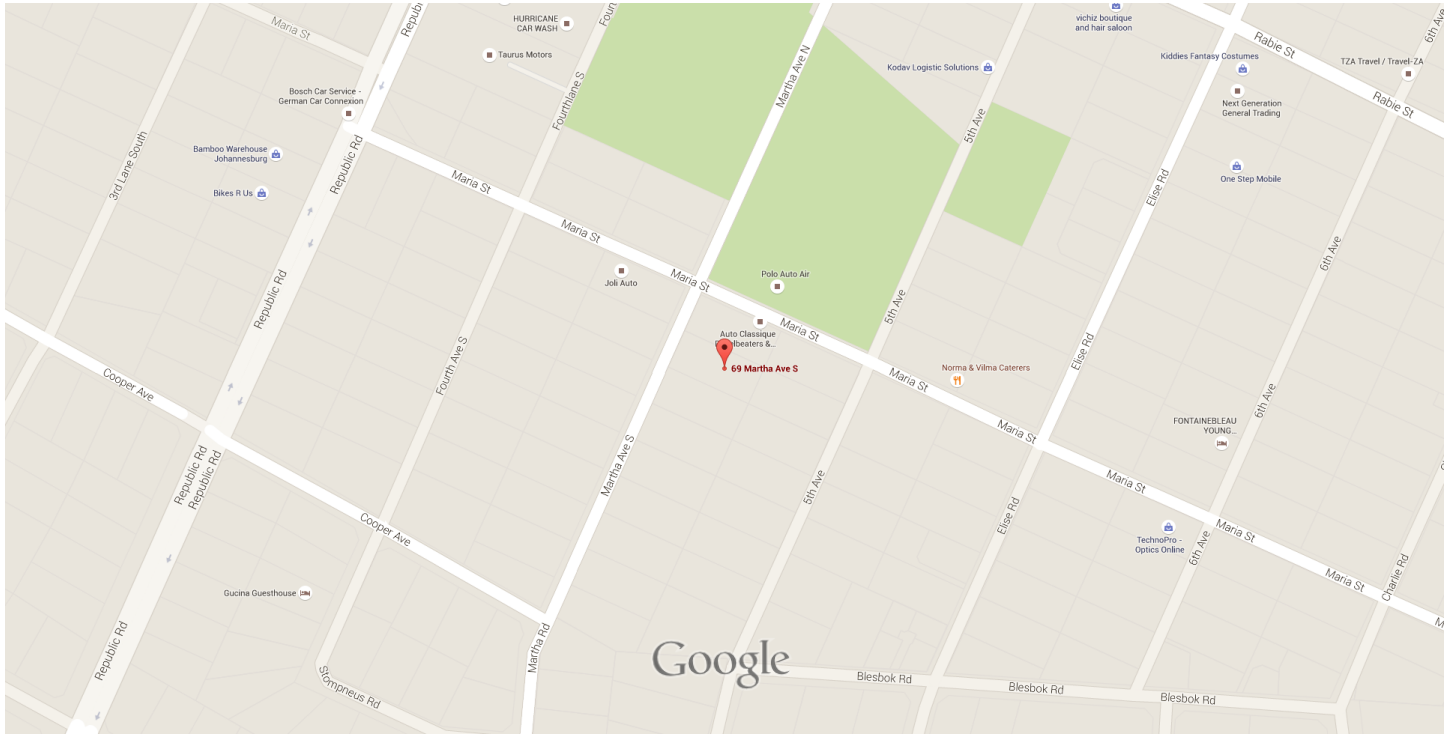 HURRICANE
CAR WASH
Taurus Motors
Maria St
Fourthlane S
Martha Ave N
vichiz boutique
and hair saloon
Kodav Logistic Solutions
Rabie St
6th Ave
Kiddies Fantasy Costumes
TZA Travel / Travel-ZA
Next Generation
General Trading
Rabie St
Bosch Car Service -
German Car Connexion
3rd Lane South
Bamboo Warehouse
Johannesburg
Republic Rd
Bikes R Us
Maria St
5th Ave
Elise Rd
One Step Mobile
Maria St
6th Ave
Republic Rd
Joli Auto
Maria St
Polo Auto Air
5th Ave
Auto Classique
Maria St
69 Martha Ave S
Fourth Ave S
Elise Rd
Norma & Vilma Caterers
Maria St
Cooper Ave
6th Ave
FONTAINEBLEAU
YOUNG...
Maria St
Republic Rd
Republic Rd
Martha Ave S
5th Ave
Maria St
Cooper Ave
Elise Rd
TechnoPro -
Optics Online
Maria St
6th Ave
Maria St
Charlie Rd
Gucina Guesthouse
Republic Rd
Martha Rd
Google
Stompneus Rd
Blesbok Rd
Blesbok Rd
Blesbok Rd